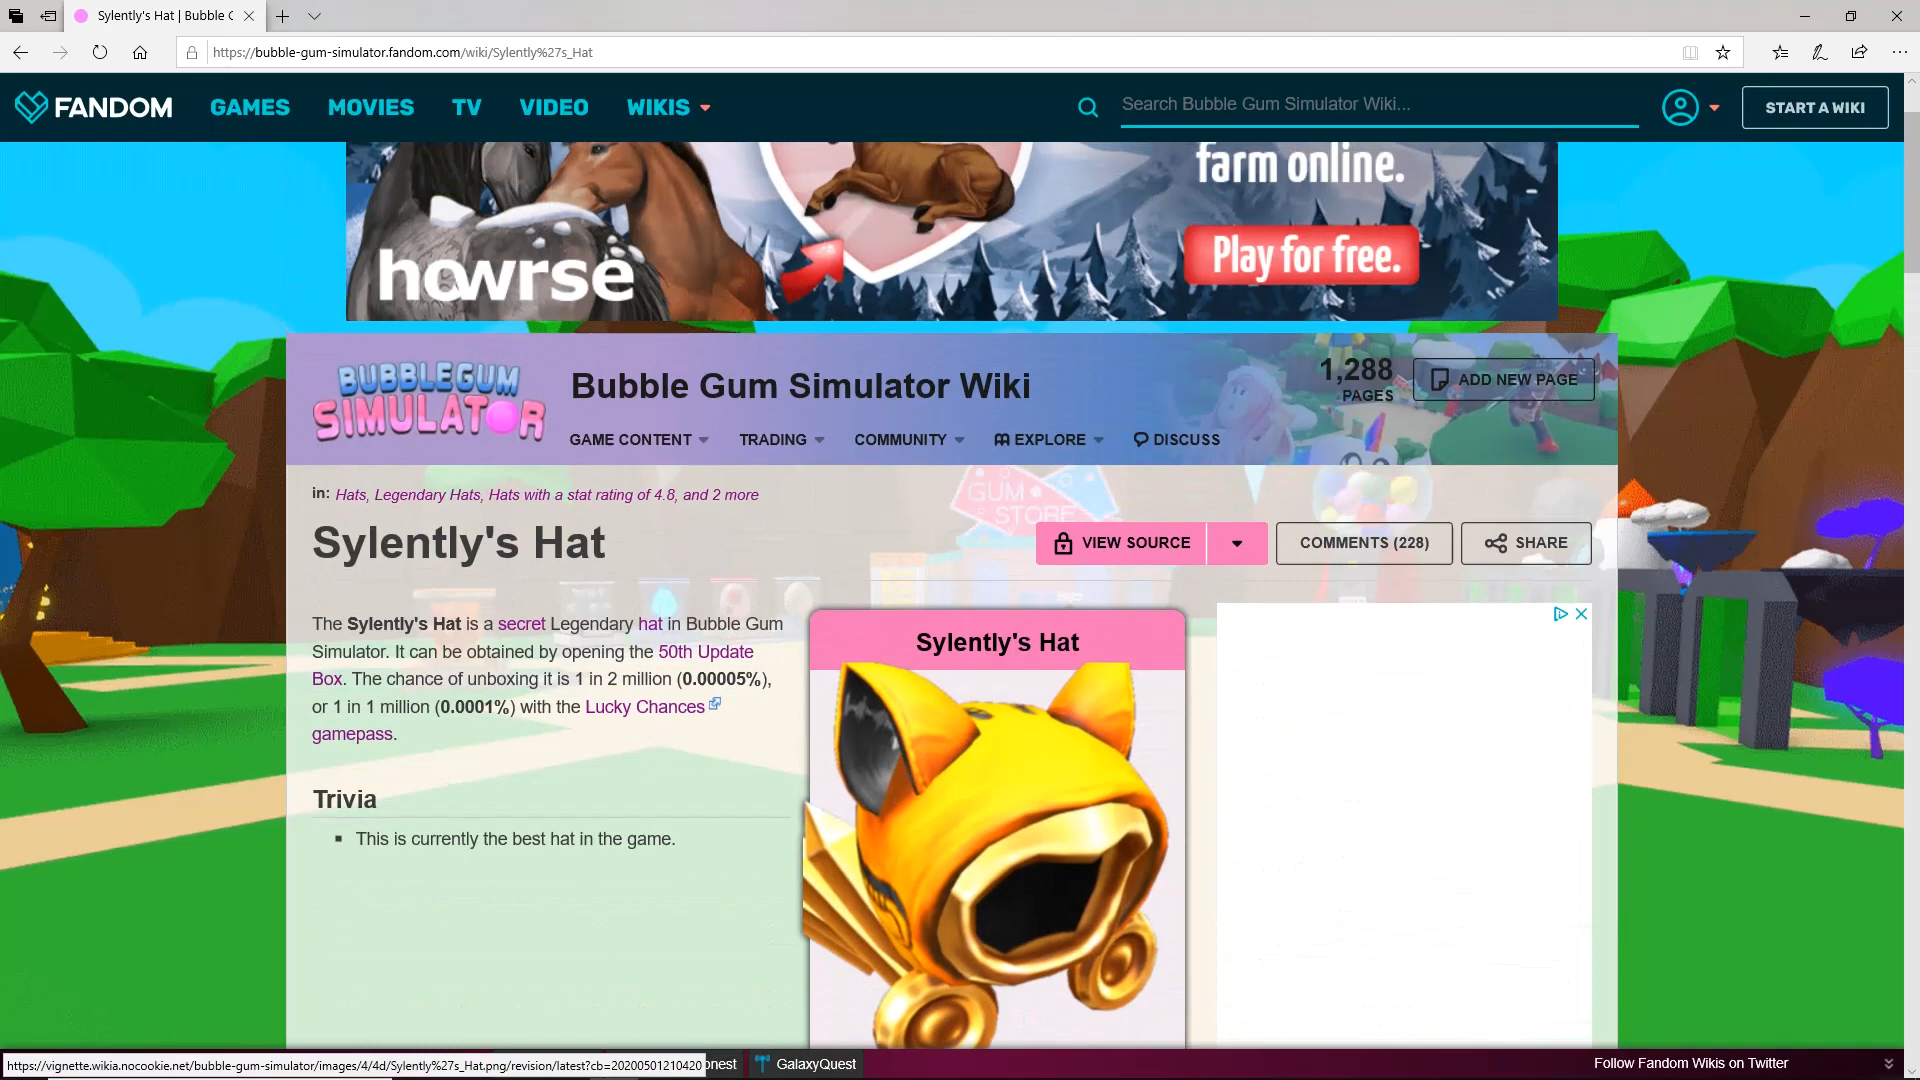 Sylently's Hat | Bubble G
https://bubble-gum-simulator.fandom.com/wiki/Sylently%27s_Hat
FANDOM GAMES MOVIES TV VIDEO WIKIS Search Bubble Gum Simulator Wiki... START A WIKI
farm online.
howrse Play for free.
BUBBLEGUM
SIMULATOR
Bubble Gum Simulator Wiki
1,288
PAGES
ADD NEW PAGE
GAME CONTENT TRADING COMMUNITY EXPLORE DISCUSS
in: Hats, Legendary Hats, Hats with a stat rating of 4.8, and 2 more
GUM
STORE
Sylently's Hat
VIEW SOURCE COMMENTS (228) SHARE
The Sylently's Hat is a secret Legendary hat in Bubble Gum
Simulator. It can be obtained by opening the 50th Update
Box. The chance of unboxing it is 1 in 2 million (0.00005%),
or 1 in 1 million (0.0001%) with the Lucky Chances
gamepass.
Trivia
▪ This is currently the best hat in the game.
Sylently's Hat
https://vignette.wikia.nocookie.net/bubble-gum-simulator/images/4/4d/Sylently%27s_Hat.png/revision/latest?cb=20200501210420
onest GalaxyQuest Follow Fandom Wikis on Twitter